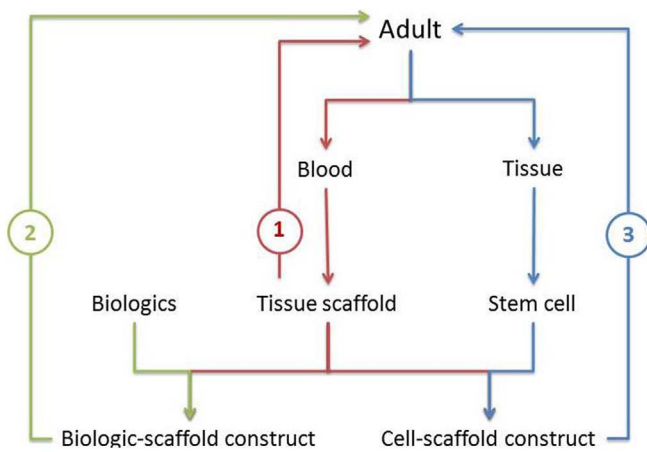 Adult
Blood
Tissue
2
1
3
Biologics
Tissue scaffold
Stem cell
Biologic-scaffold construct
Cell-scaffold construct